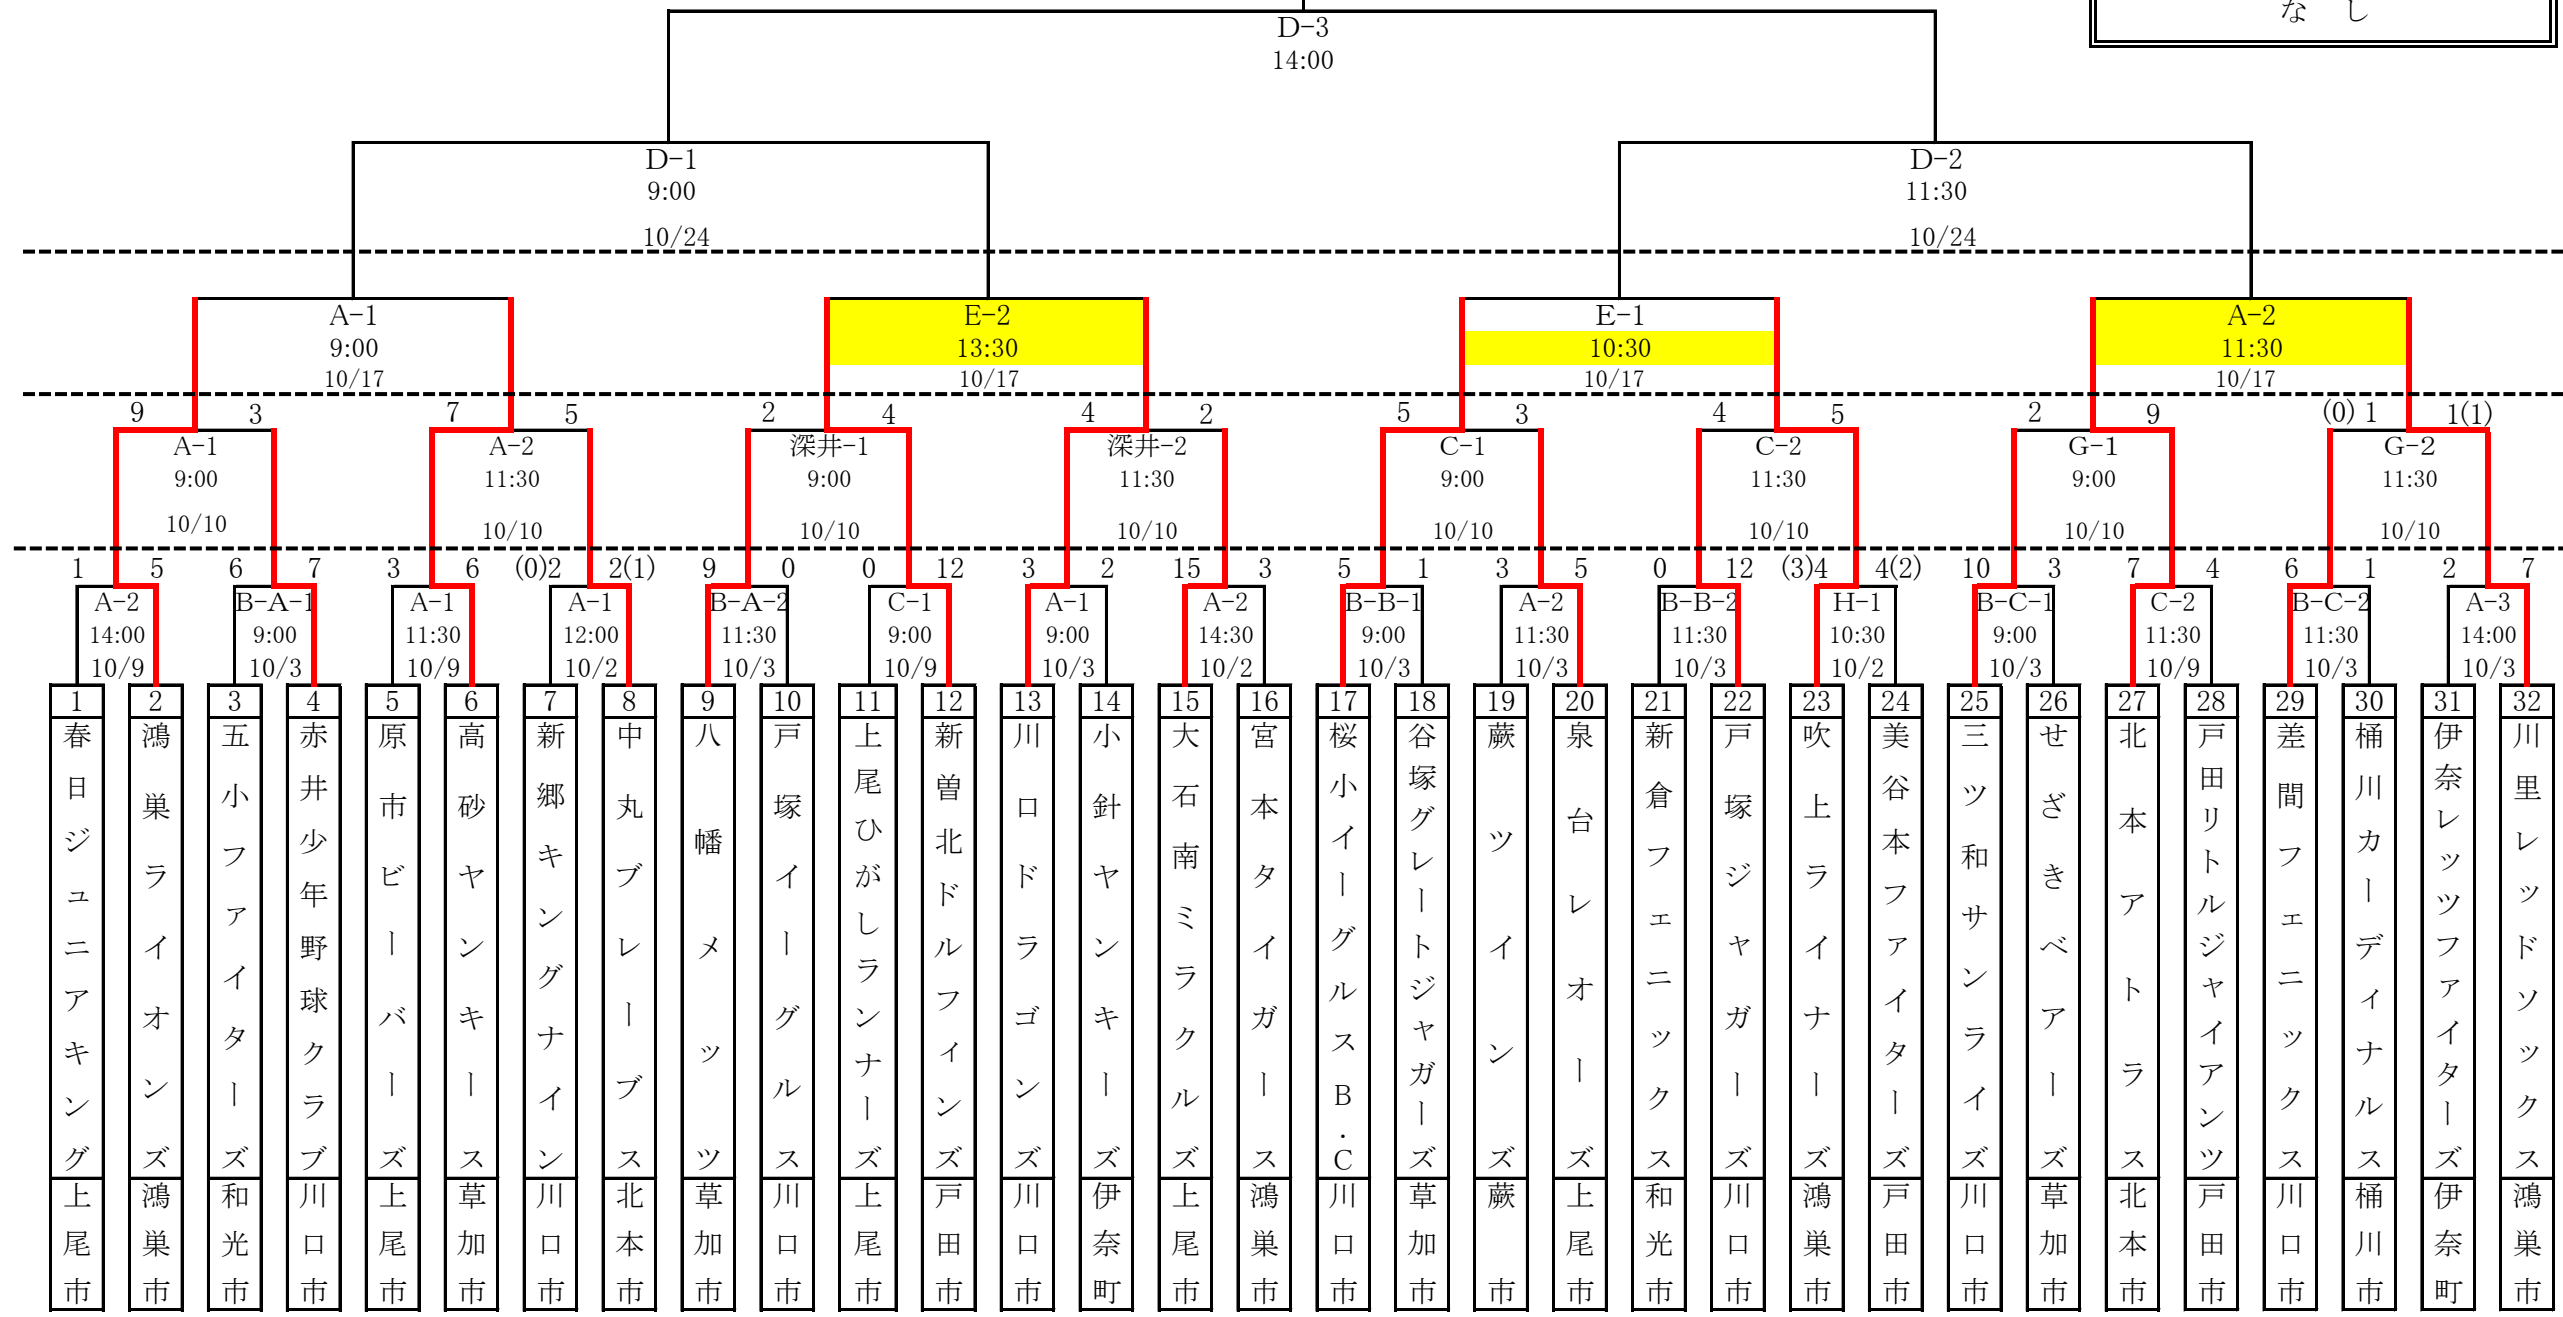 な し
D-3
14:00
D-1 D-2
9:00 11:30
10/24 10/24
A-1 E-2 E-1 A-2
9:00 13:30 10:30 11:30
10/17 10/17 10/17 10/17
9 3 7 5 2 4 4 2 5 3 4 5 2 9 (0) 1 1(1)
A-1 A-2 深井-1 深井-2 C-1 C-2 G-1 G-2
9:00 11:30 9:00 11:30 9:00 11:30 9:00 11:30
10/10 10/10 10/10 10/10 10/10 10/10 10/10 10/10
1 5 6 7 3 6 (0)2 2(1) 9 0 0 12 3 2 15 3 5 1 3 5 0 12 (3)4 4(2) 10 3 7 4 6 1 2 7
A-2 B-A-1 A-1 A-1 B-A-2 C-1 A-1 A-2 B-B-1 A-2 B-B-2 H-1 B-C-1 C-2 B-C-2 A-3
14:00 9:00 11:30 12:00 11:30 9:00 9:00 14:30 9:00 11:30 11:30 10:30 9:00 11:30 11:30 14:00
10/9 10/3 10/9 10/2 10/3 10/9 10/3 10/2 10/3 10/3 10/3 10/2 10/3 10/9 10/3 10/3
1 春日ジュニアキング 上尾市
2 鴻巣ライオンズ 鴻巣市
3 五小ファイターズ 和光市
4 赤井少年野球クラブ 川口市
5 原市ビーバーズ 上尾市
6 高砂ヤンキース 草加市
7 新郷キングナイン 川口市
8 中丸ブレーブス 北本市
9 八幡メッツ 草加市
10 戸塚イーグルス 川口市
11 上尾ひがしランナーズ 上尾市
12 新曽北ドルフィンズ 戸田市
13 川口ドラゴンズ 川口市
14 小針ヤンキーズ 伊奈町
15 大石南ミラクルズ 上尾市
16 宮本タイガース 鴻巣市
17 桜小イーグルスB.C 川口市
18 谷塚グレートジャガーズ 草加市
19 蕨ツインズ 蕨市
20 泉台レオーズ 上尾市
21 新倉フェニックス 和光市
22 戸塚ジャガーズ 川口市
23 吹上ライナーズ 鴻巣市
24 美谷本ファイターズ 戸田市
25 三ツ和サンライズ 川口市
26 せざきベアーズ 草加市
27 北本アトラス 北本市
28 戸田リトルジャイアンツ 戸田市
29 差間フェニックス 川口市
30 桶川カーディナルス 桶川市
31 伊奈レッツファイターズ 伊奈町
32 川里レッドソックス 鴻巣市